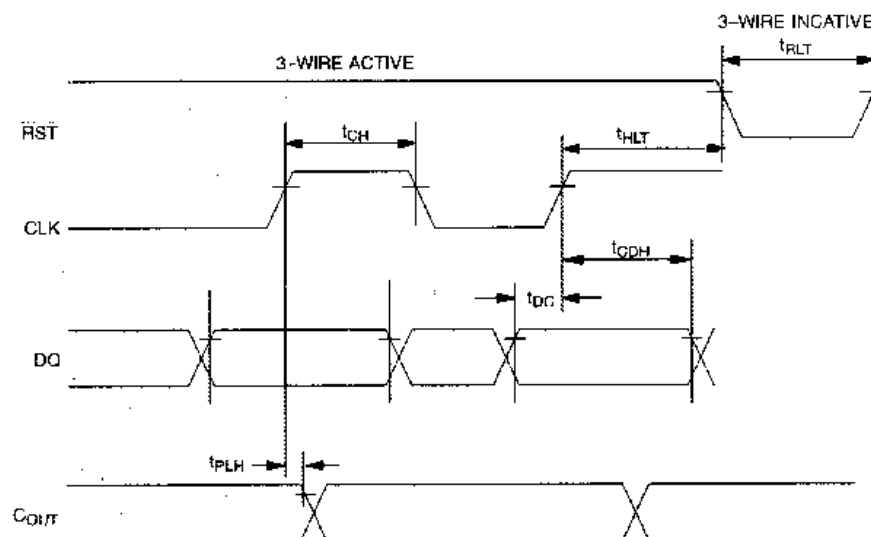 3-WIRE INCATIVE
3-WIRE ACTIVE
tRLT
RST
tCH
tHLT
CLK
tCDH
tDC
DQ
tPLH
COUT